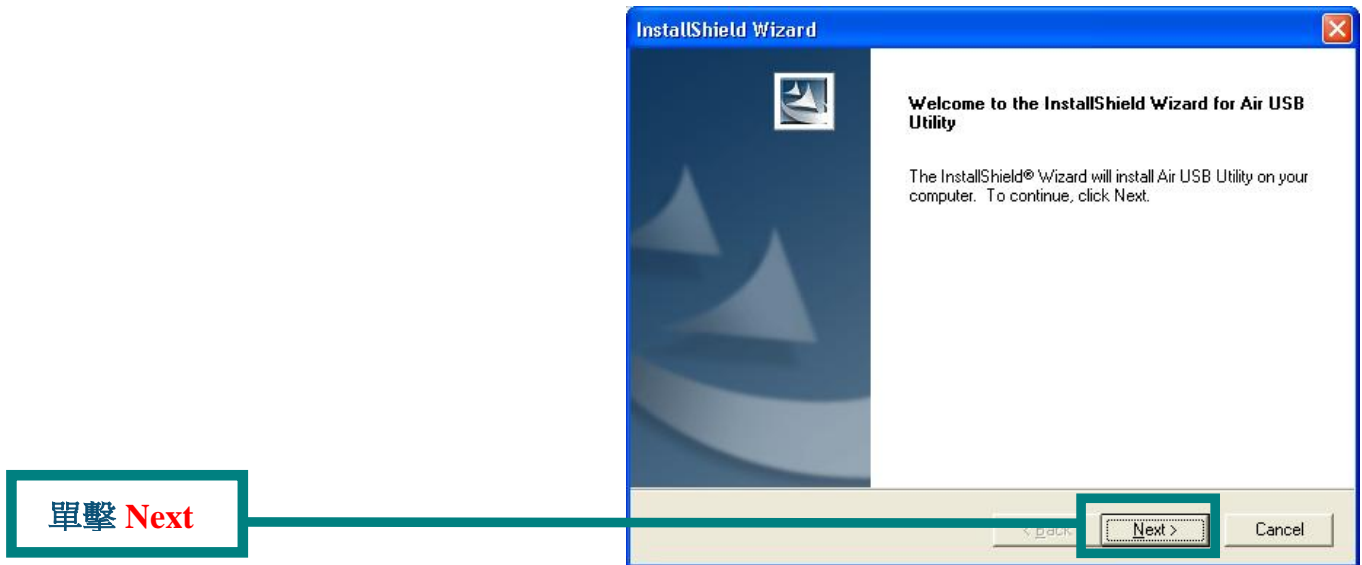 InstallShield Wizard
Welcome to the InstallShield Wizard for Air USB
Utility
The InstallShield® Wizard will install Air USB Utility on your
computer. To continue, click Next.
單擊 Next
< Back
Next >
Cancel